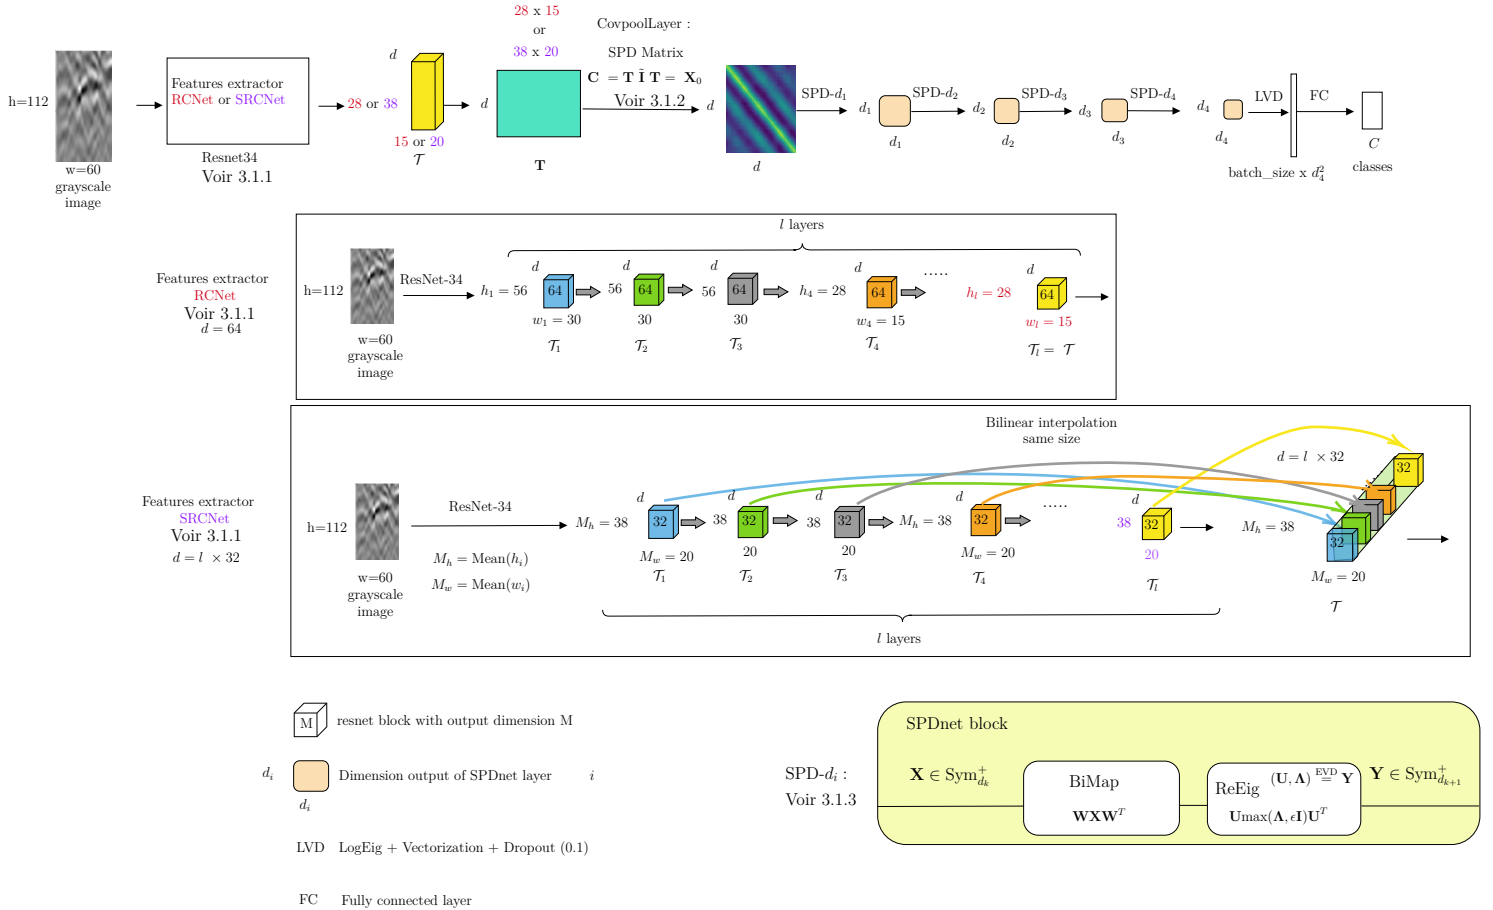 h=112
w=60
grayscale
image
Features extractor
RCNet or SRCNet
Resnet34
Voir 3.1.1
28 or 38
d
15 or 20
𝒯
28 x 15
or
38 x 20
d
T
CovpoolLayer :
SPD Matrix
C = T Ĩ T = X₀
Voir 3.1.2
d
d
SPD-d₁
d₁
d₁
SPD-d₂
d₂
d₂
SPD-d₃
d₃
d₃
SPD-d₄
d₄
d₄
LVD
batch_size x d₄²
FC
C
classes
Features extractor
RCNet
Voir 3.1.1
d = 64
h=112
w=60
grayscale
image
ResNet-34
l layers
h₁ = 56
d
64
w₁ = 30
𝒯₁
56
d
64
30
𝒯₂
56
d
64
30
𝒯₃
h₄ = 28
d
64
w₄ = 15
𝒯₄
.....
h_l = 28
d
64
w_l = 15
𝒯_l = 𝒯
Features extractor
SRCNet
Voir 3.1.1
d = l × 32
h=112
w=60
grayscale
image
ResNet-34
M_h = Mean(h_i)
M_w = Mean(w_i)
Bilinear interpolation
same size
M_h = 38
d
32
M_w = 20
𝒯₁
38
d
32
20
𝒯₂
38
d
32
20
𝒯₃
M_h = 38
d
32
M_w = 20
𝒯₄
.....
38
d
32
20
𝒯_l
l layers
d = l × 32
32
M_h = 38
32
M_w = 20
𝒯
M
resnet block with output dimension M
d_i
d_i
Dimension output of SPDnet layer i
LVD LogEig + Vectorization + Dropout (0.1)
FC Fully connected layer
SPD-d_i :
Voir 3.1.3
SPDnet block
X ∈ Sym⁺_{d_k}
BiMap
WXWᵀ
ReEig (U, Λ) =^{EVD} Y
Umax(Λ, ϵI)Uᵀ
Y ∈ Sym⁺_{d_{k+1}}